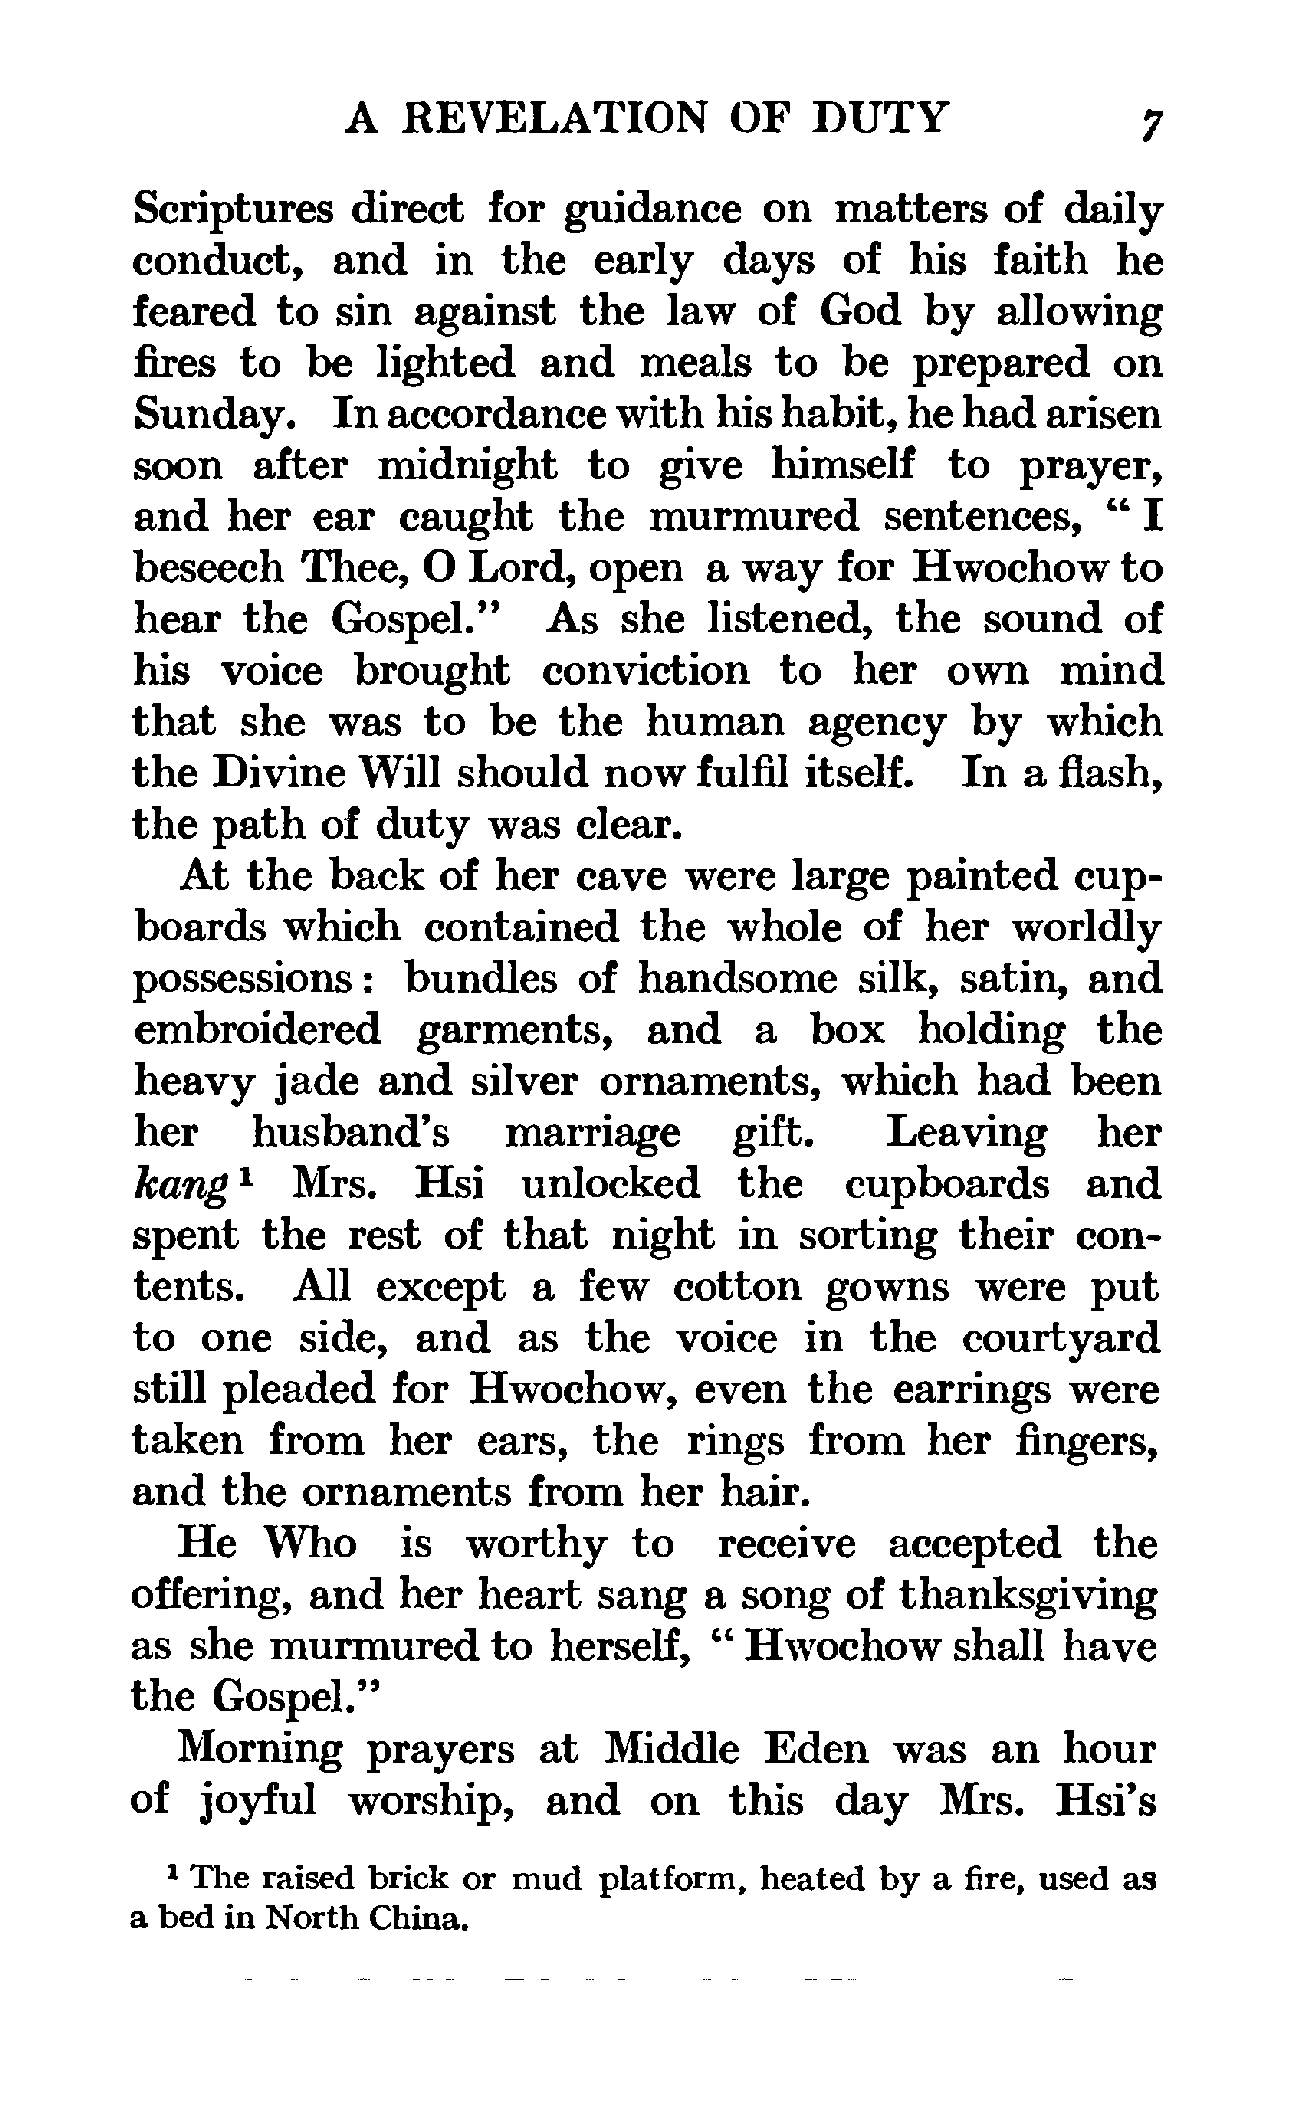 A REVELATION OF DUTY 7
Scriptures direct for guidance on matters of daily
conduct, and in the early days of his faith he
feared to sin against the law of God by allowing
fires to be lighted and meals to be prepared on
Sunday. In accordance with his habit, he had arisen
soon after midnight to give himself to prayer,
and her ear caught the murmured sentences, “ I
beseech Thee, O Lord, open a way for Hwochow to
hear the Gospel.” As she listened, the sound of
his voice brought conviction to her own mind
that she was to be the human agency by which
the Divine Will should now fulfil itself. In a flash,
the path of duty was clear.
At the back of her cave were large painted cup-
boards which contained the whole of her worldly
possessions : bundles of handsome silk, satin, and
embroidered garments, and a box holding the
heavy jade and silver ornaments, which had been
her husband’s marriage gift. Leaving her
kang ¹ Mrs. Hsi unlocked the cupboards and
spent the rest of that night in sorting their con-
tents. All except a few cotton gowns were put
to one side, and as the voice in the courtyard
still pleaded for Hwochow, even the earrings were
taken from her ears, the rings from her fingers,
and the ornaments from her hair.
He Who is worthy to receive accepted the
offering, and her heart sang a song of thanksgiving
as she murmured to herself, “ Hwochow shall have
the Gospel.”
Morning prayers at Middle Eden was an hour
of joyful worship, and on this day Mrs. Hsi’s
¹ The raised brick or mud platform, heated by a fire, used as
a bed in North China.